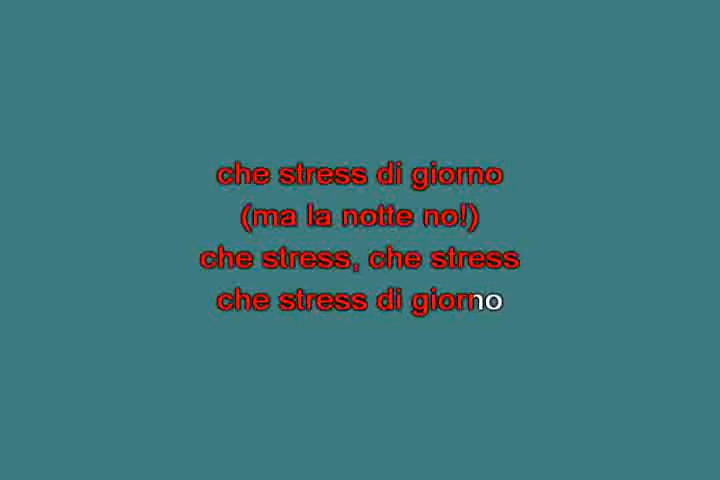 che stress di giorno
(ma la notte no!)
che stress, che stress
che stress di giorno